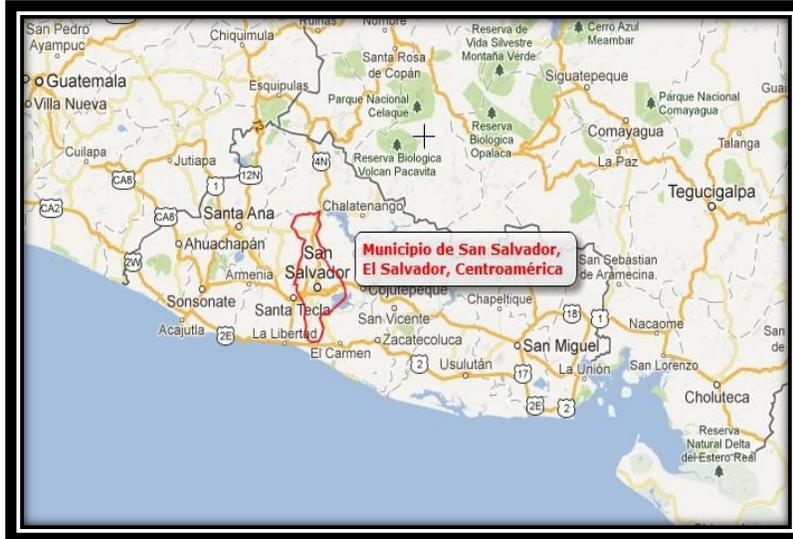 San Pedro
Ayampuc
Chiquimula
Ruinas
Nombre
Reserva de
Vida Silvestre
Montaña Verde
Cerro Azul
Meambar
Santa Rosa
de Copán
Guatemala
Villa Nueva
Esquipulas
Parque Nacional
Celaque
Siguatepeque
Parque Nacional
Comayagua
Reserva
Biologica
Opalaca
Comayagua
Talanga
Cuilapa
Jutiapa
Reserva Biologica
Volcan Pacavita
La Paz
CA8
1
12N
4N
Tegucigalpa
CA2
CA8
Santa Ana
Chalatenango
Ahuachapán
San
Salvador
Municipio de San Salvador,
El Salvador, Centroamérica
San Sebastian
de Aramecina.
2W
Armenia
Cojutepeque
Chapeltique
Sonsonate
Santa Tecla
San Vicente
18
1
Nacaome
Acajutla
2E
La Libertad
El Carmen
Zacatecoluca
San Miguel
San
de
2
Usulután
17
La Unión
San Lorenzo
2E
2
Choluteca
Reserva
Natural Delta
del Estero Real